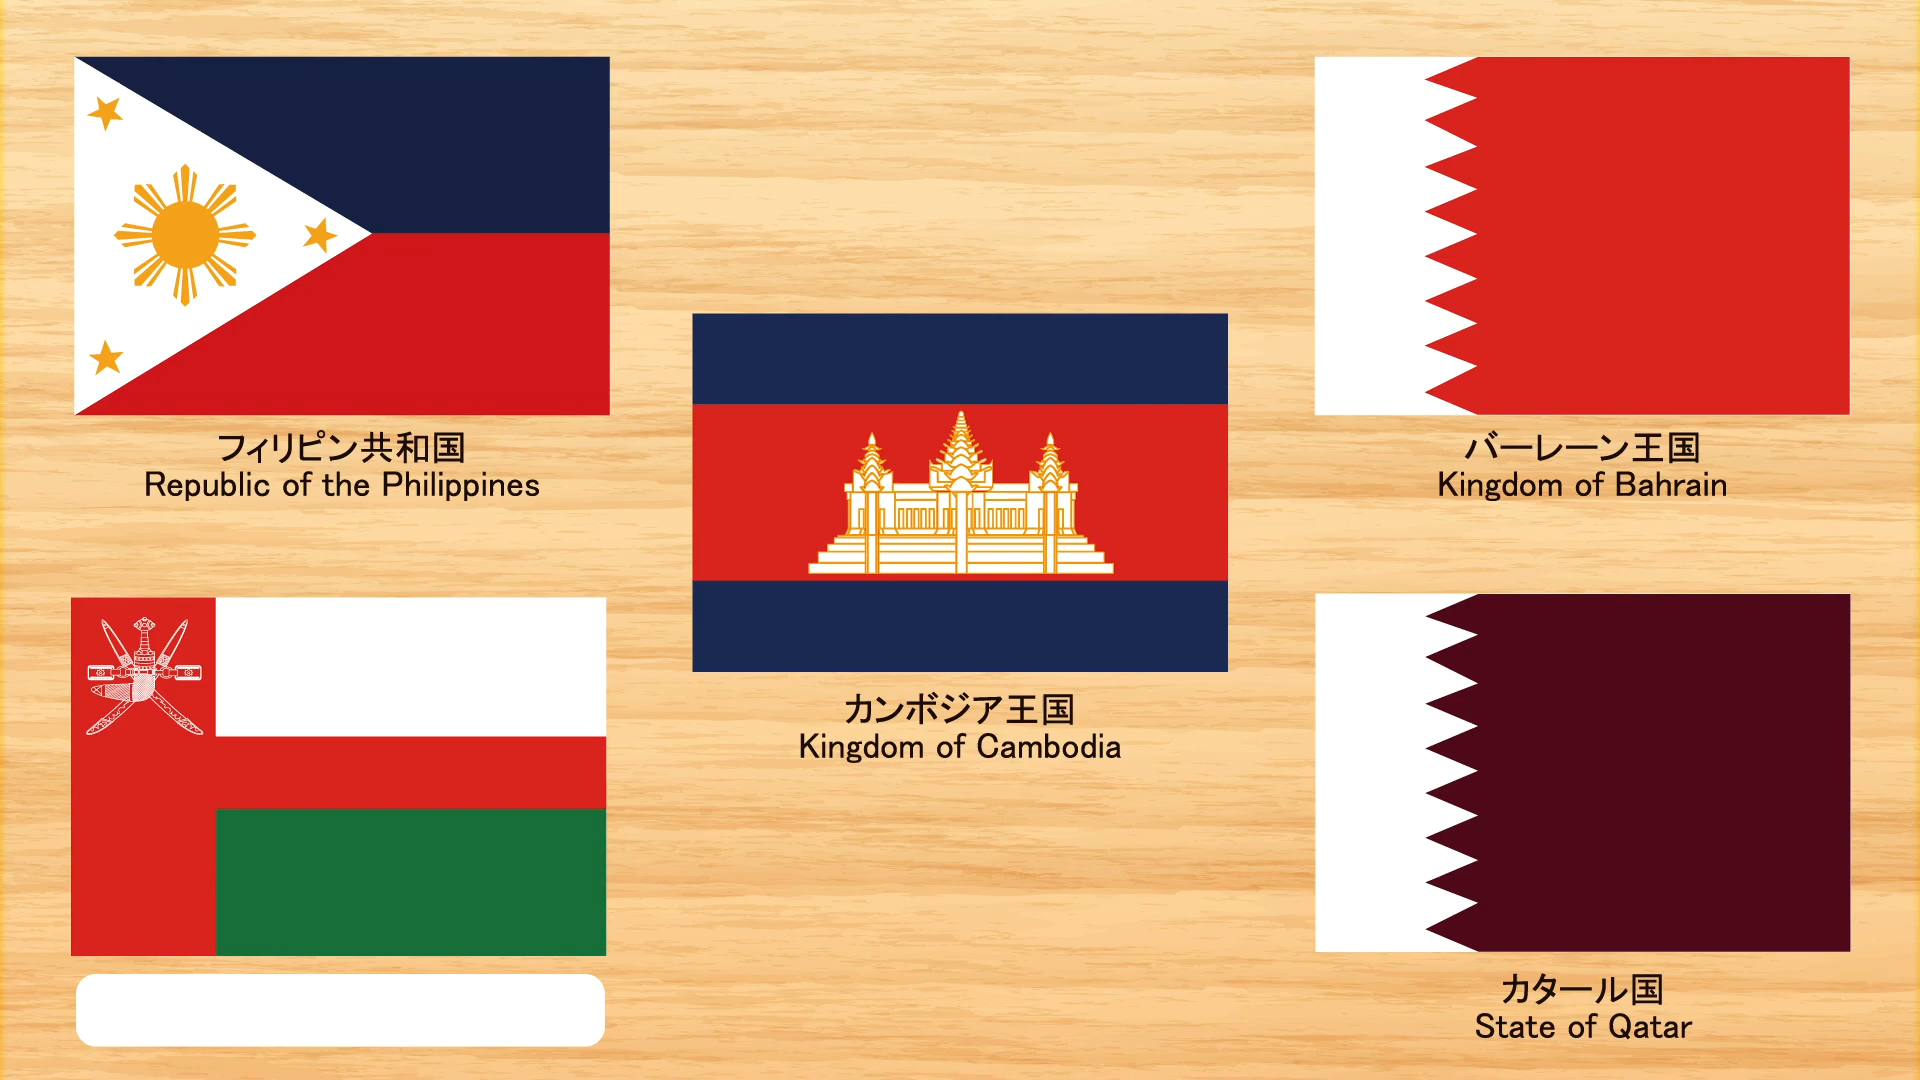 フィリピン共和国
Republic of the Philippines
バーレーン王国
Kingdom of Bahrain
カンボジア王国
Kingdom of Cambodia
カタール国
State of Qatar